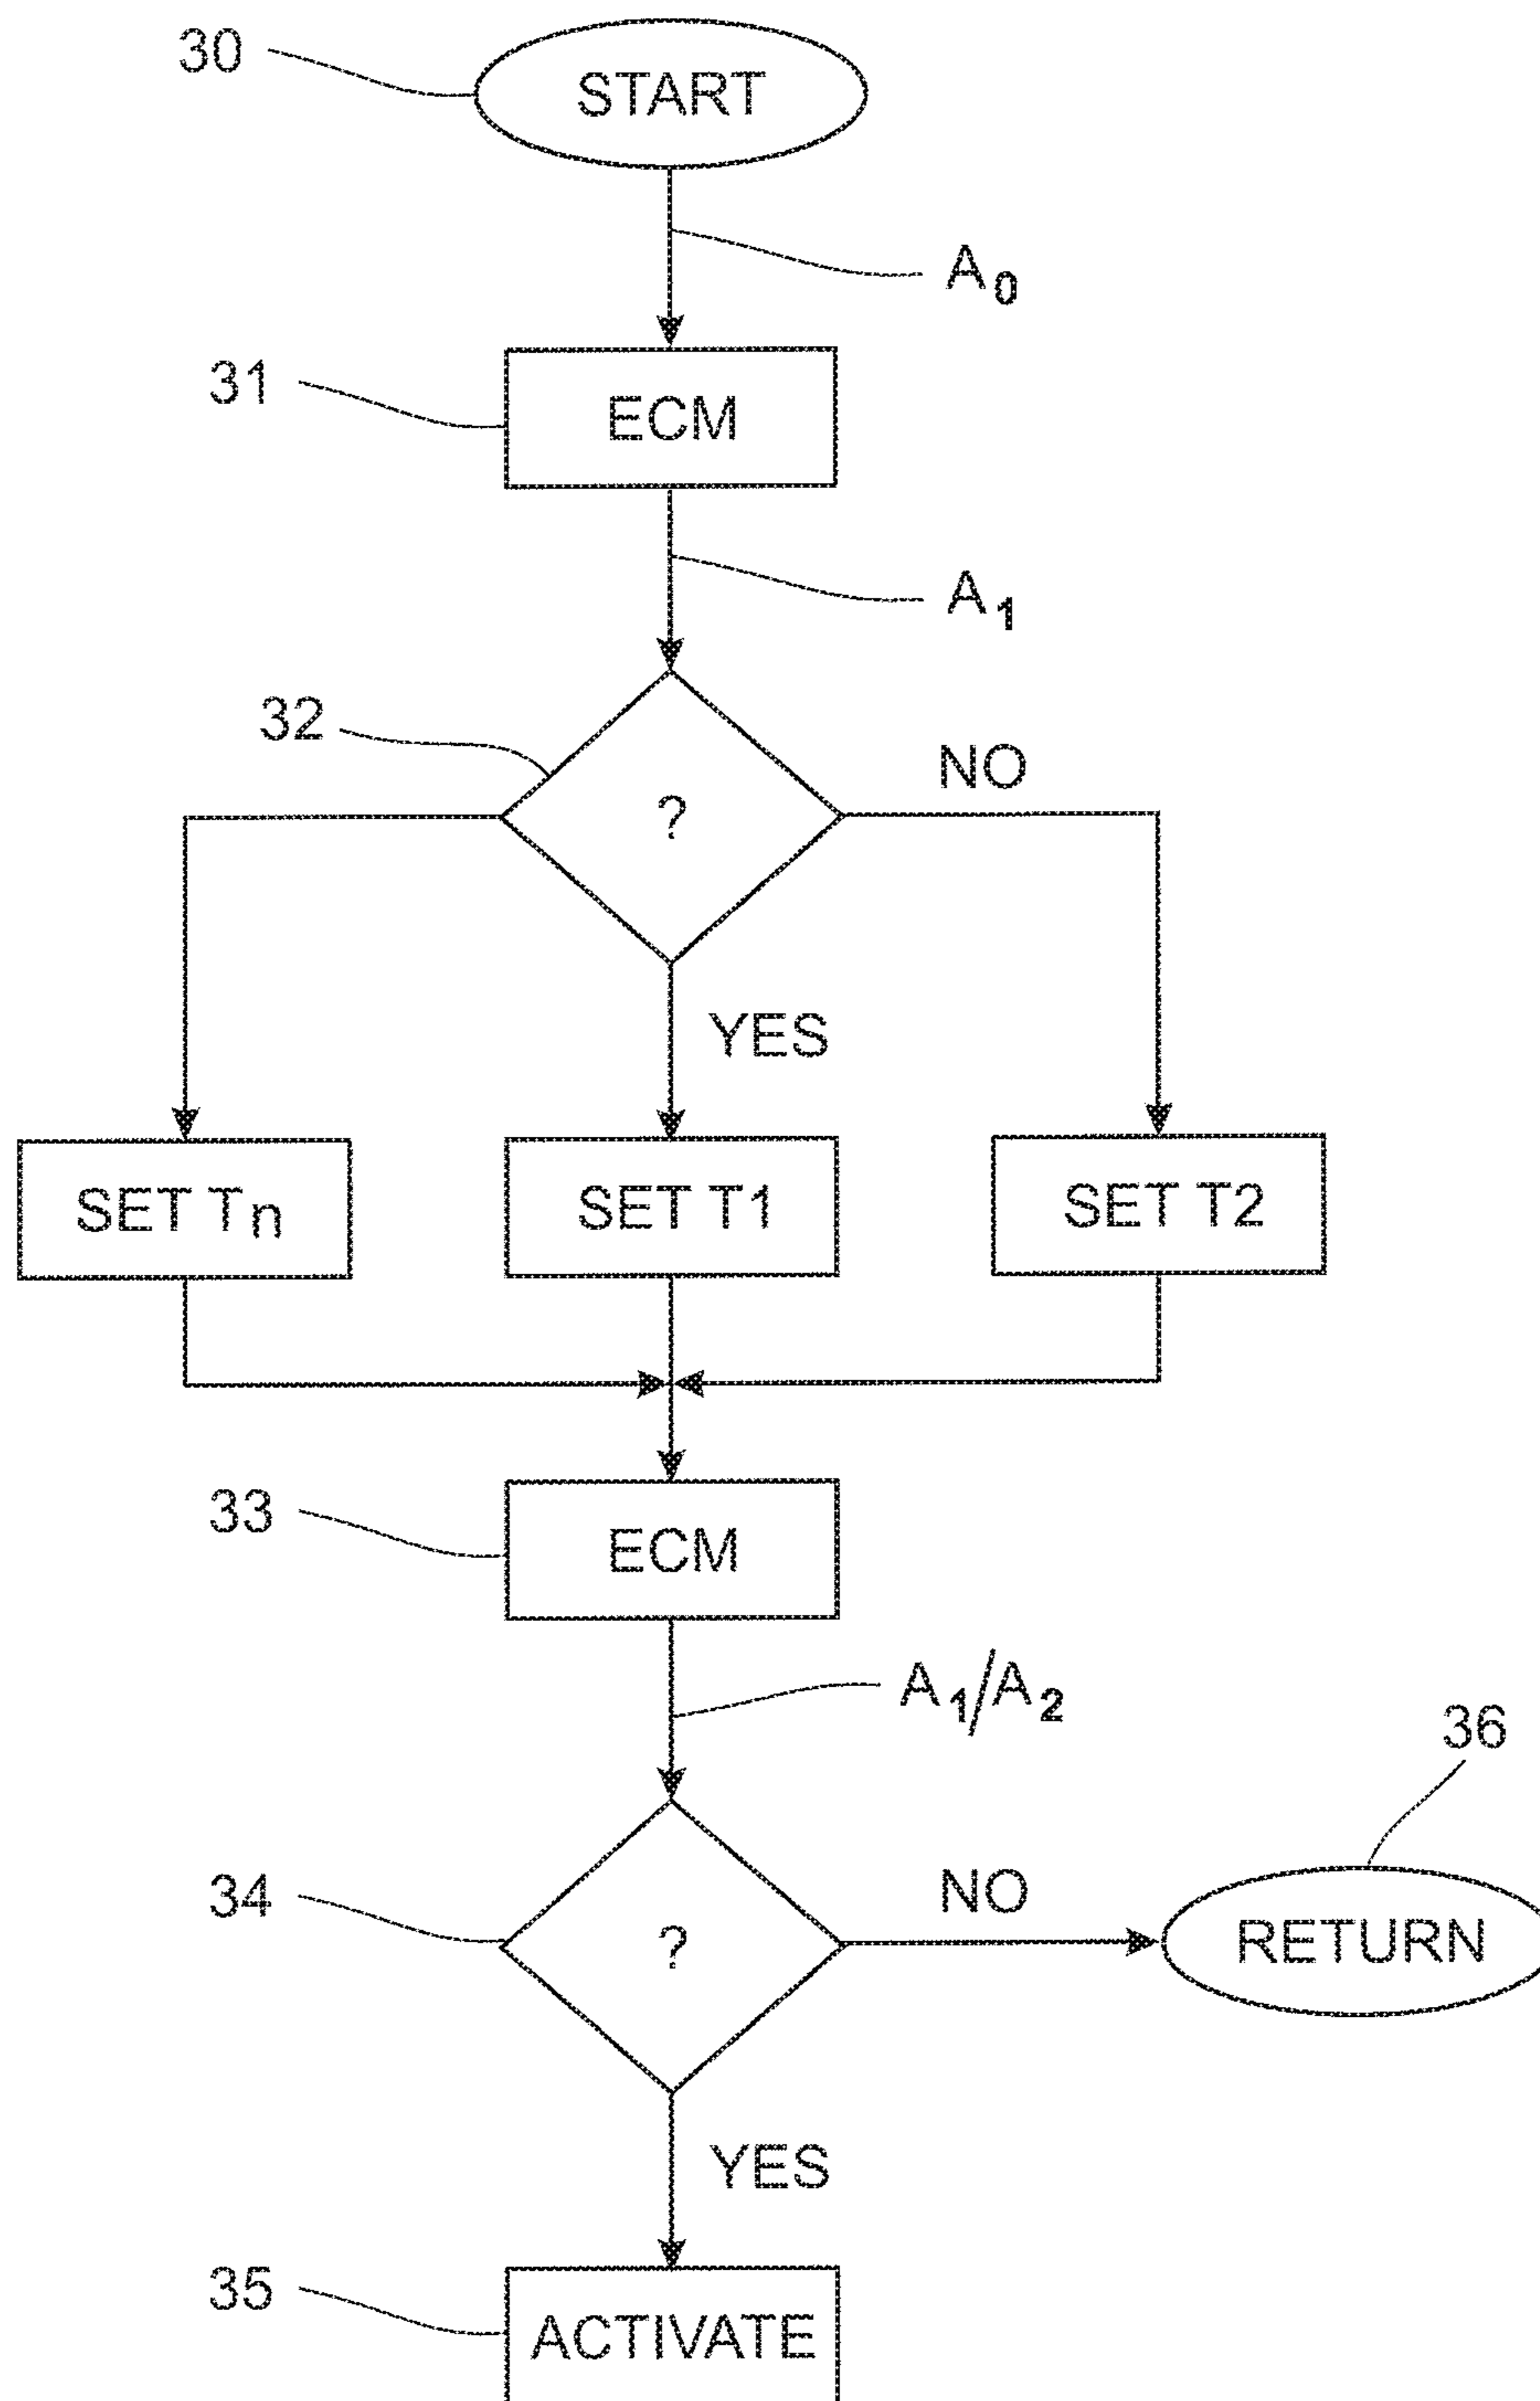 30
START
A₀
31
ECM
A₁
32
?
NO
YES
SET Tn
SET T1
SET T2
33
ECM
A₁/A₂
36
34
?
NO
RETURN
YES
35
ACTIVATE